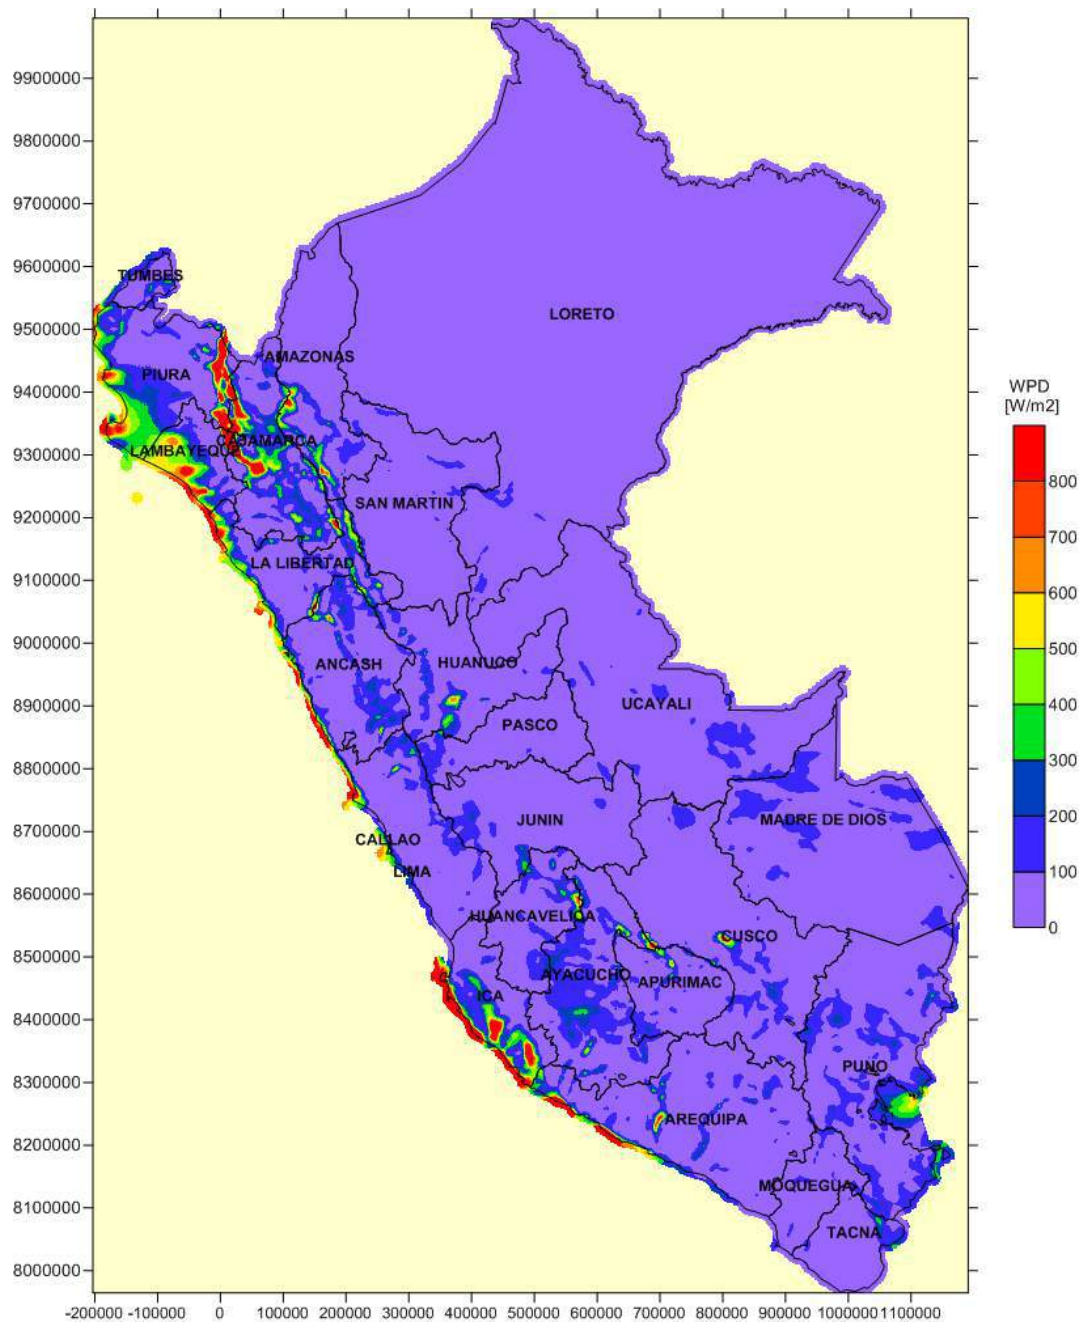 9900000
9800000
9700000
9600000
9500000
9400000
9300000
9200000
9100000
9000000
8900000
8800000
8700000
8600000
8500000
8400000
8300000
8200000
8100000
8000000
TUMBES
LORETO
AMAZONAS
PIURA
CAJAMARCA
LAMBAYEQUE
SAN MARTIN
LA LIBERTAD
ANCASH
HUANUCO
UCAYALI
PASCO
JUNIN
MADRE DE DIOS
CALLAO
LIMA
HUANCAVELICA
CUSCO
AYACUCHO
APURIMAC
ICA
PUNO
AREQUIPA
MOQUEGUA
TACNA
WPD
[W/m2]
800
700
600
500
400
300
200
100
0
-200000 -100000 0 100000 200000 300000 400000 500000 600000 700000 800000 900000 1000000 1100000